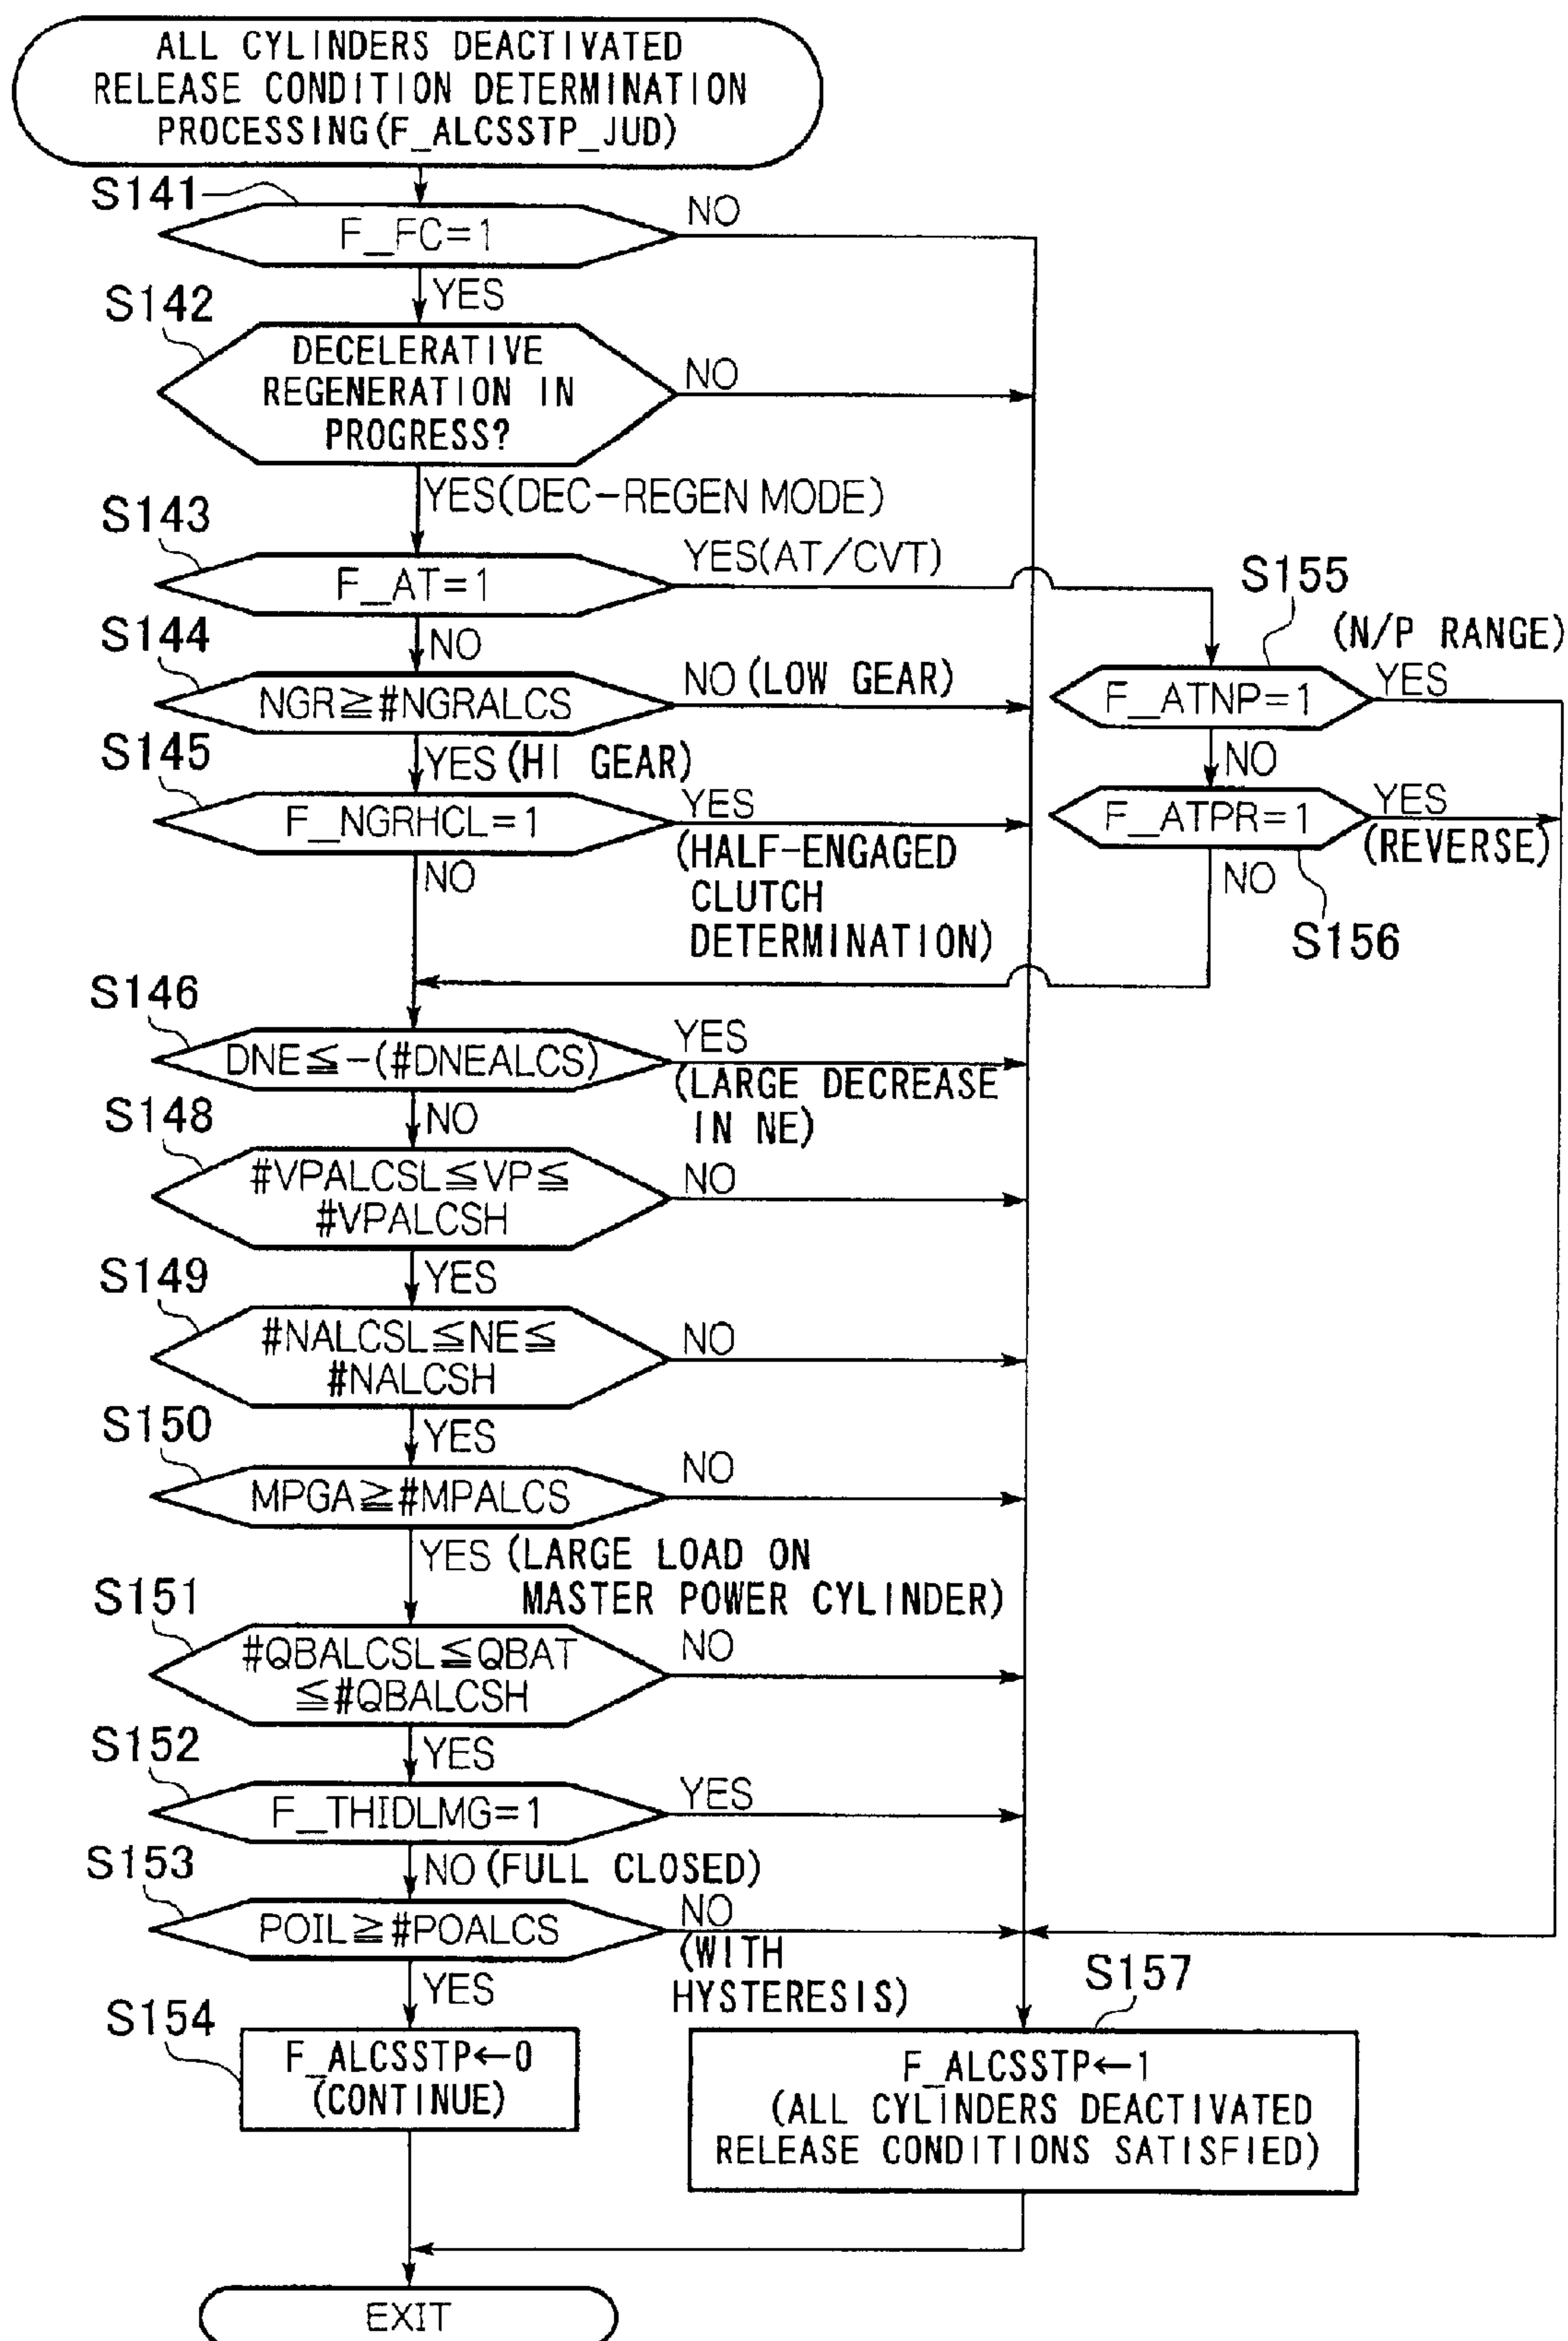 ALL CYLINDERS DEACTIVATED
RELEASE CONDITION DETERMINATION
PROCESSING(F_ALCSSTP_JUD)
S141
F_FC=1
NO
YES
S142
DECELERATIVE
REGENERATION IN
PROGRESS?
NO
YES(DEC-REGEN MODE)
S143
F_AT=1
YES(AT/CVT)
NO
S155
(N/P RANGE)
F_ATNP=1
YES
NO
S144
NGR≧#NGRALCS
NO (LOW GEAR)
YES (HI GEAR)
S145
F_NGRHCL=1
YES
(HALF-ENGAGED
CLUTCH
DETERMINATION)
NO
F_ATPR=1
YES
(REVERSE)
NO
S156
S146
DNE≦-(#DNEALCS)
YES
(LARGE DECREASE
IN NE)
NO
S148
#VPALCSL≦VP≦
#VPALCSH
NO
YES
S149
#NALCSL≦NE≦
#NALCSH
NO
YES
S150
MPGA≧#MPALCS
NO
YES (LARGE LOAD ON
MASTER POWER CYLINDER)
S151
#QBALCSL≦QBAT
≦#QBALCSH
NO
YES
S152
F_THIDLMG=1
YES
NO (FULL CLOSED)
S153
POIL≧#POALCS
NO
(WITH
HYSTERESIS)
YES
S154
F_ALCSSTP←0
(CONTINUE)
S157
F_ALCSSTP←1
(ALL CYLINDERS DEACTIVATED
RELEASE CONDITIONS SATISFIED)
EXIT